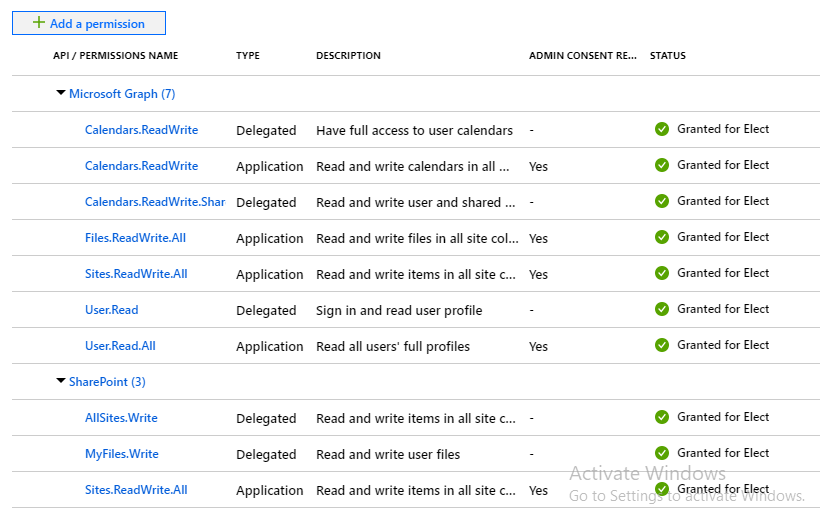 + Add a permission
API / PERMISSIONS NAME TYPE DESCRIPTION ADMIN CONSENT RE... STATUS
Microsoft Graph (7)
Calendars.ReadWrite Delegated Have full access to user calendars - Granted for Elect
Calendars.ReadWrite Application Read and write calendars in all ... Yes Granted for Elect
Calendars.ReadWrite.Shar Delegated Read and write user and shared ... - Granted for Elect
Files.ReadWrite.All Application Read and write files in all site col... Yes Granted for Elect
Sites.ReadWrite.All Application Read and write items in all site c... Yes Granted for Elect
User.Read Delegated Sign in and read user profile - Granted for Elect
User.Read.All Application Read all users' full profiles Yes Granted for Elect
SharePoint (3)
AllSites.Write Delegated Read and write items in all site c... - Granted for Elect
MyFiles.Write Delegated Read and write user files - Granted for Elect
Activate Windows
Sites.ReadWrite.All Application Read and write items in all site c... Yes Granted for Elect
Go to Settings to activate Windows.